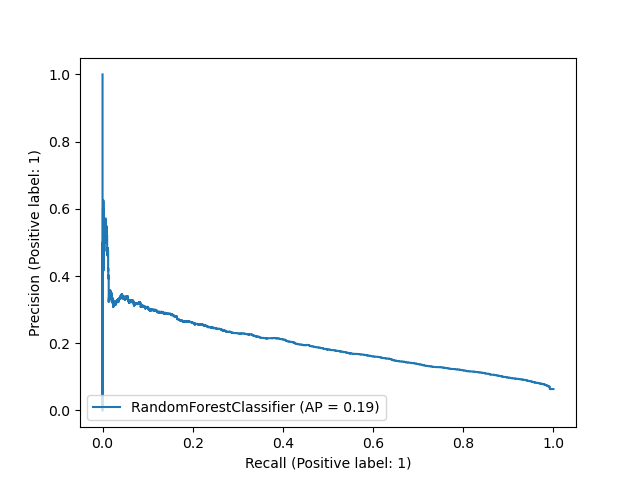 1.0
0.8
0.6
0.4
0.2
0.0
Precision (Positive label: 1)
RandomForestClassifier (AP = 0.19)
0.0 0.2 0.4 0.6 0.8 1.0
Recall (Positive label: 1)